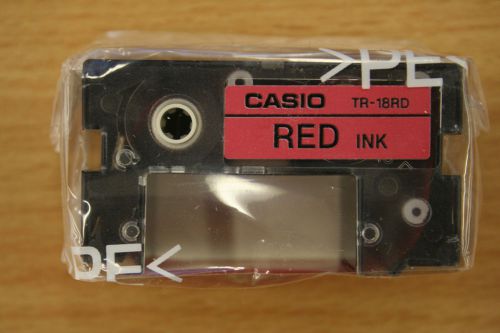 >PE
CASIO TR-18RD
RED INK
PE<